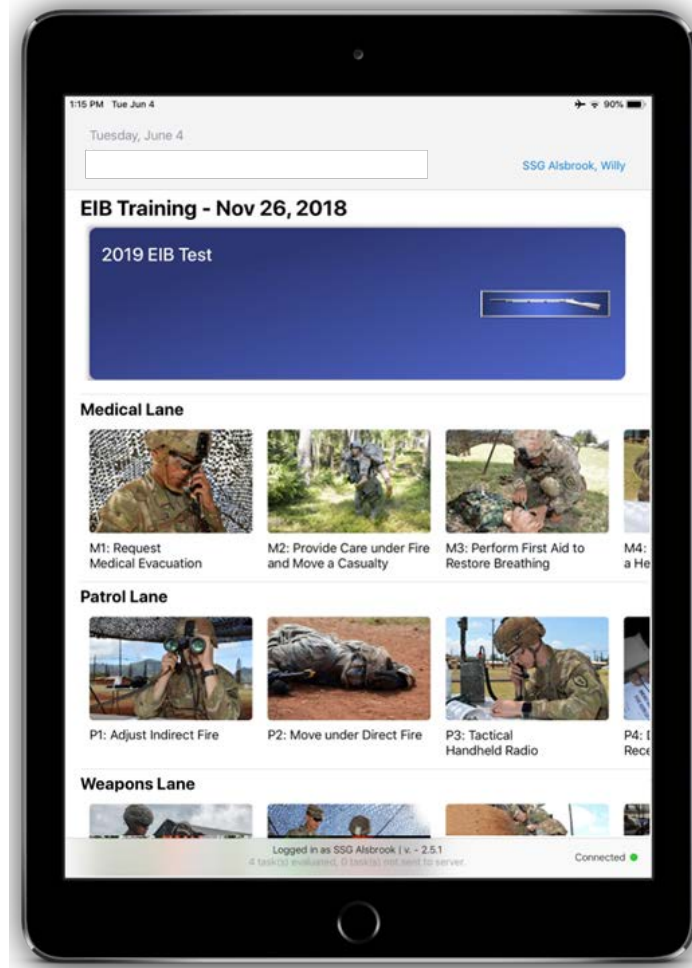 1:15 PM Tue Jun 4
90%
Tuesday, June 4
SSG Alsbrook, Willy
EIB Training - Nov 26, 2018
2019 EIB Test
Medical Lane
M1: Request
Medical Evacuation
M2: Provide Care under Fire
and Move a Casualty
M3: Perform First Aid to
Restore Breathing
M4:
a He
Patrol Lane
P1: Adjust Indirect Fire
P2: Move under Direct Fire
P3: Tactical
Handheld Radio
P4:
Rece
Weapons Lane
Logged in as SSG Alsbrook | v. - 2.5.1
4 task(s) evaluated, 0 task(s) not sent to server.
Connected